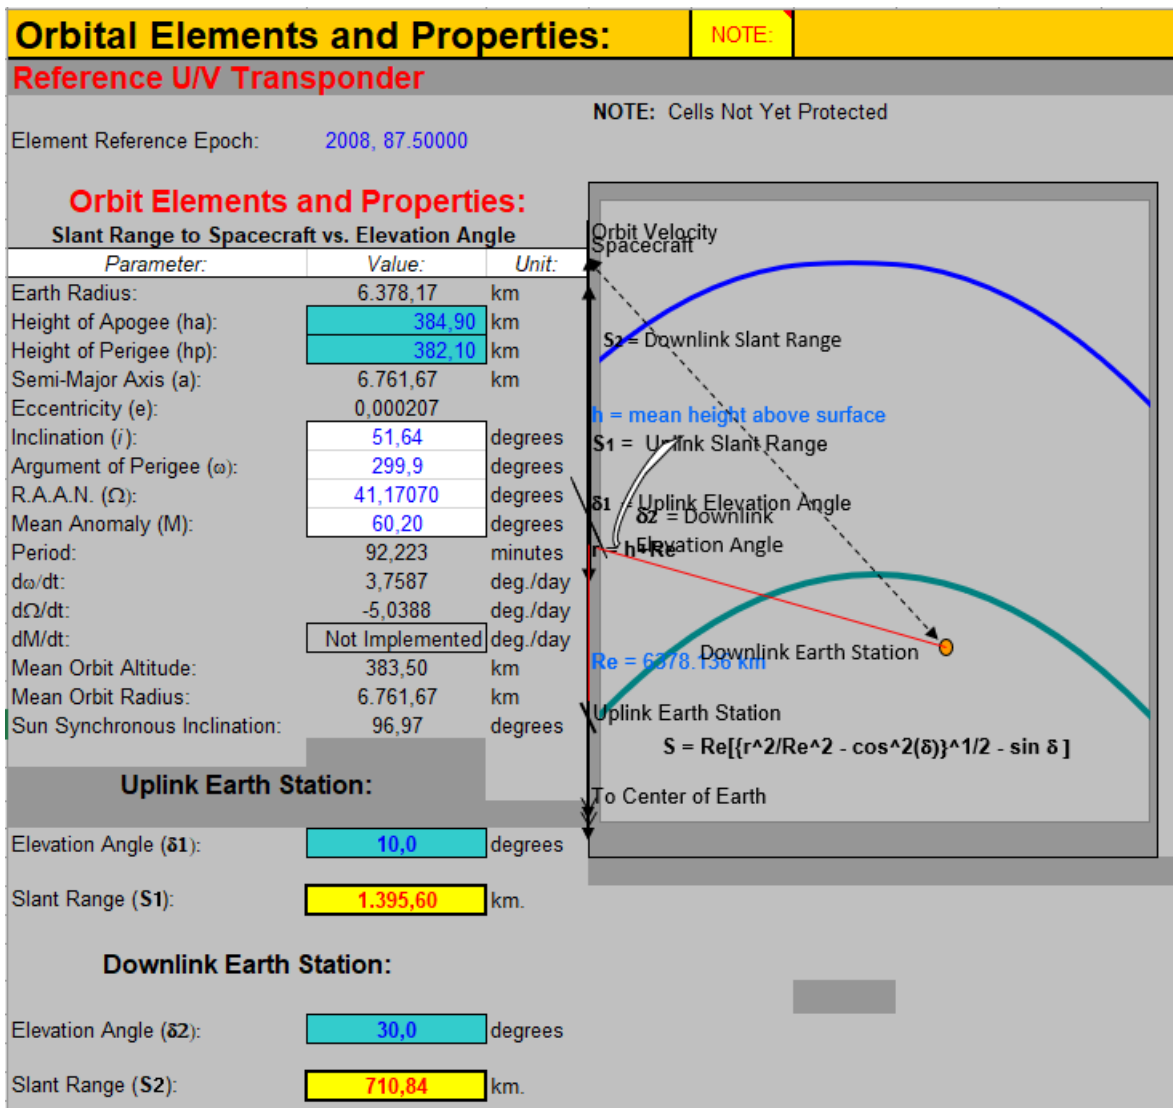 Orbital Elements and Properties:
NOTE:
Reference U/V Transponder
NOTE: Cells Not Yet Protected
Element Reference Epoch: 2008, 87.50000
Orbit Elements and Properties:
Slant Range to Spacecraft vs. Elevation Angle
Parameter: Value: Unit:
Earth Radius: 6.378,17 km
Height of Apogee (ha): 384,90 km
Height of Perigee (hp): 382,10 km
Semi-Major Axis (a): 6.761,67 km
Eccentricity (e): 0,000207
Inclination (i): 51,64 degrees
Argument of Perigee (ω): 299,9 degrees
R.A.A.N. (Ω): 41,17070 degrees
Mean Anomaly (M): 60,20 degrees
Period: 92,223 minutes
dω/dt: 3,7587 deg./day
dΩ/dt: -5,0388 deg./day
dM/dt: Not Implemented deg./day
Mean Orbit Altitude: 383,50 km
Mean Orbit Radius: 6.761,67 km
Sun Synchronous Inclination: 96,97 degrees
Uplink Earth Station:
Elevation Angle (δ1): 10,0 degrees
Slant Range (S1): 1.395,60 km.
Downlink Earth Station:
Elevation Angle (δ2): 30,0 degrees
Slant Range (S2): 710,84 km.
Orbit Velocity
Spacecraft
S2 = Downlink Slant Range
h = mean height above surface
S1 = Uplink Slant Range
δ1 = Uplink Elevation Angle
δ2 = Downlink
Elevation Angle
r = h+Re
Downlink Earth Station
Re = 6378.136 km
Uplink Earth Station
S = Re[{r^2/Re^2 - cos^2(δ)}^1/2 - sin δ ]
To Center of Earth